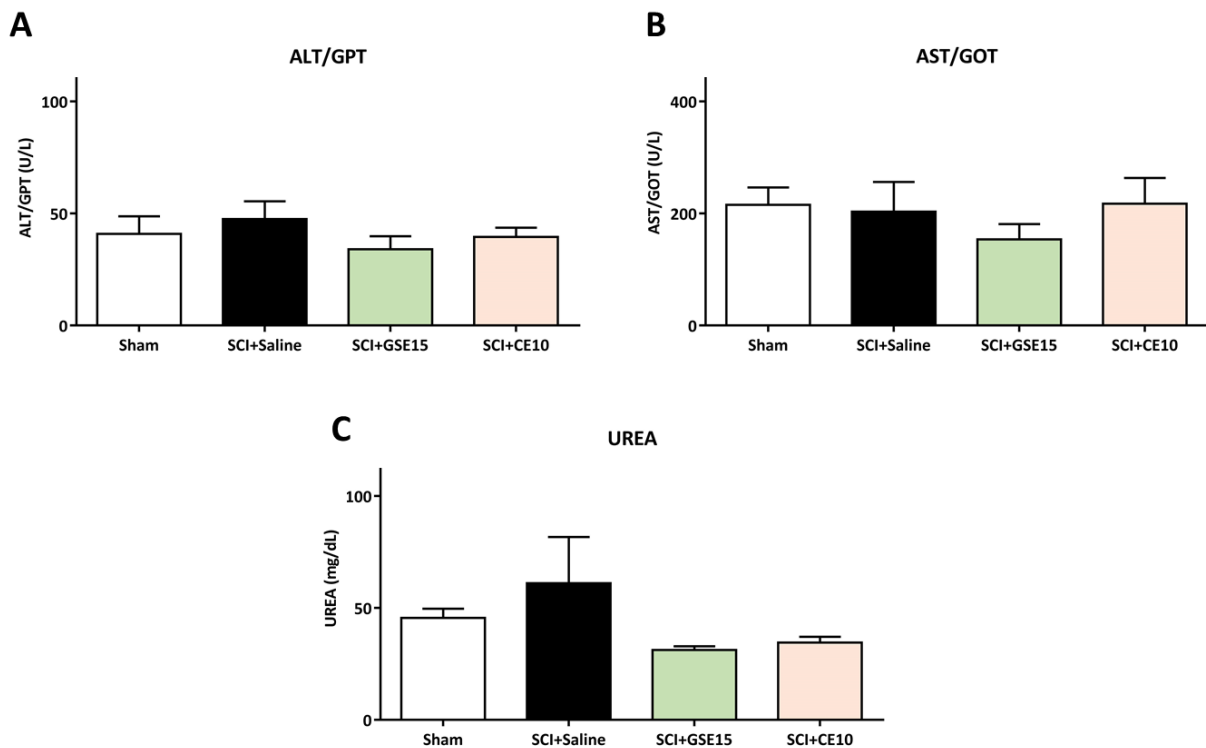 A
ALT/GPT
ALT/GPT (U/L)
100
50
0
Sham SCI+Saline SCI+GSE15 SCI+CE10
B
AST/GOT
AST/GOT (U/L)
400
200
0
Sham SCI+Saline SCI+GSE15 SCI+CE10
C
UREA
UREA (mg/dL)
100
50
0
Sham SCI+Saline SCI+GSE15 SCI+CE10